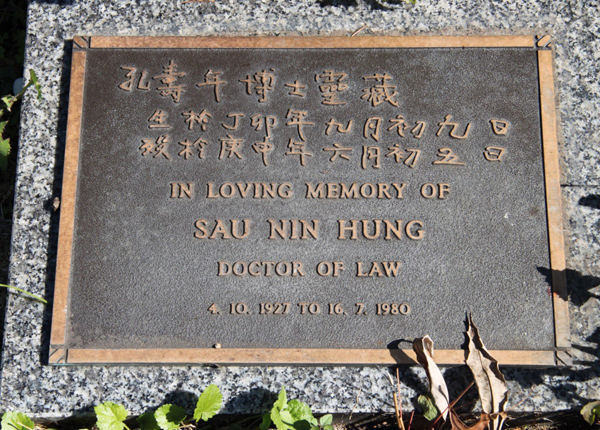 孔壽年博士靈藏
生於丁卯年九月初九日
殁於庚申年六月初五日
IN LOVING MEMORY OF
SAU NIN HUNG
DOCTOR OF LAW
4. 10. 1927 TO 16. 7. 1980